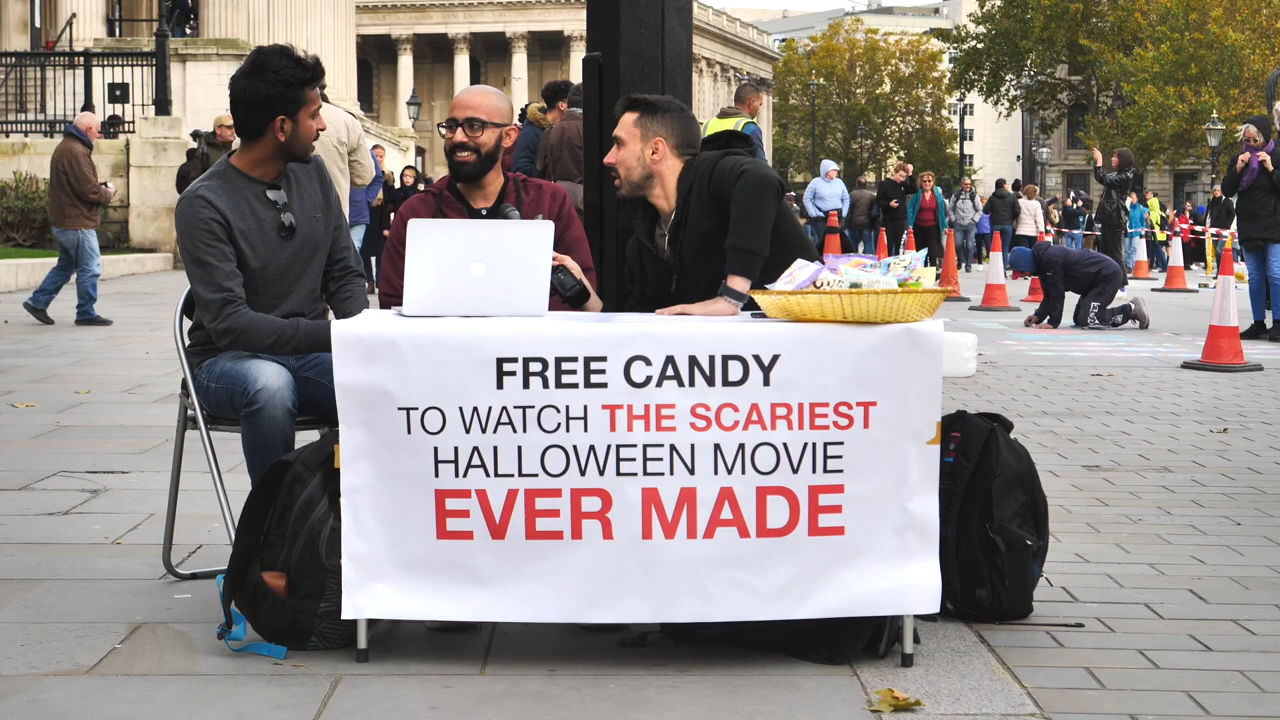 FREE CANDY
TO WATCH THE SCARIEST
HALLOWEEN MOVIE
EVER MADE